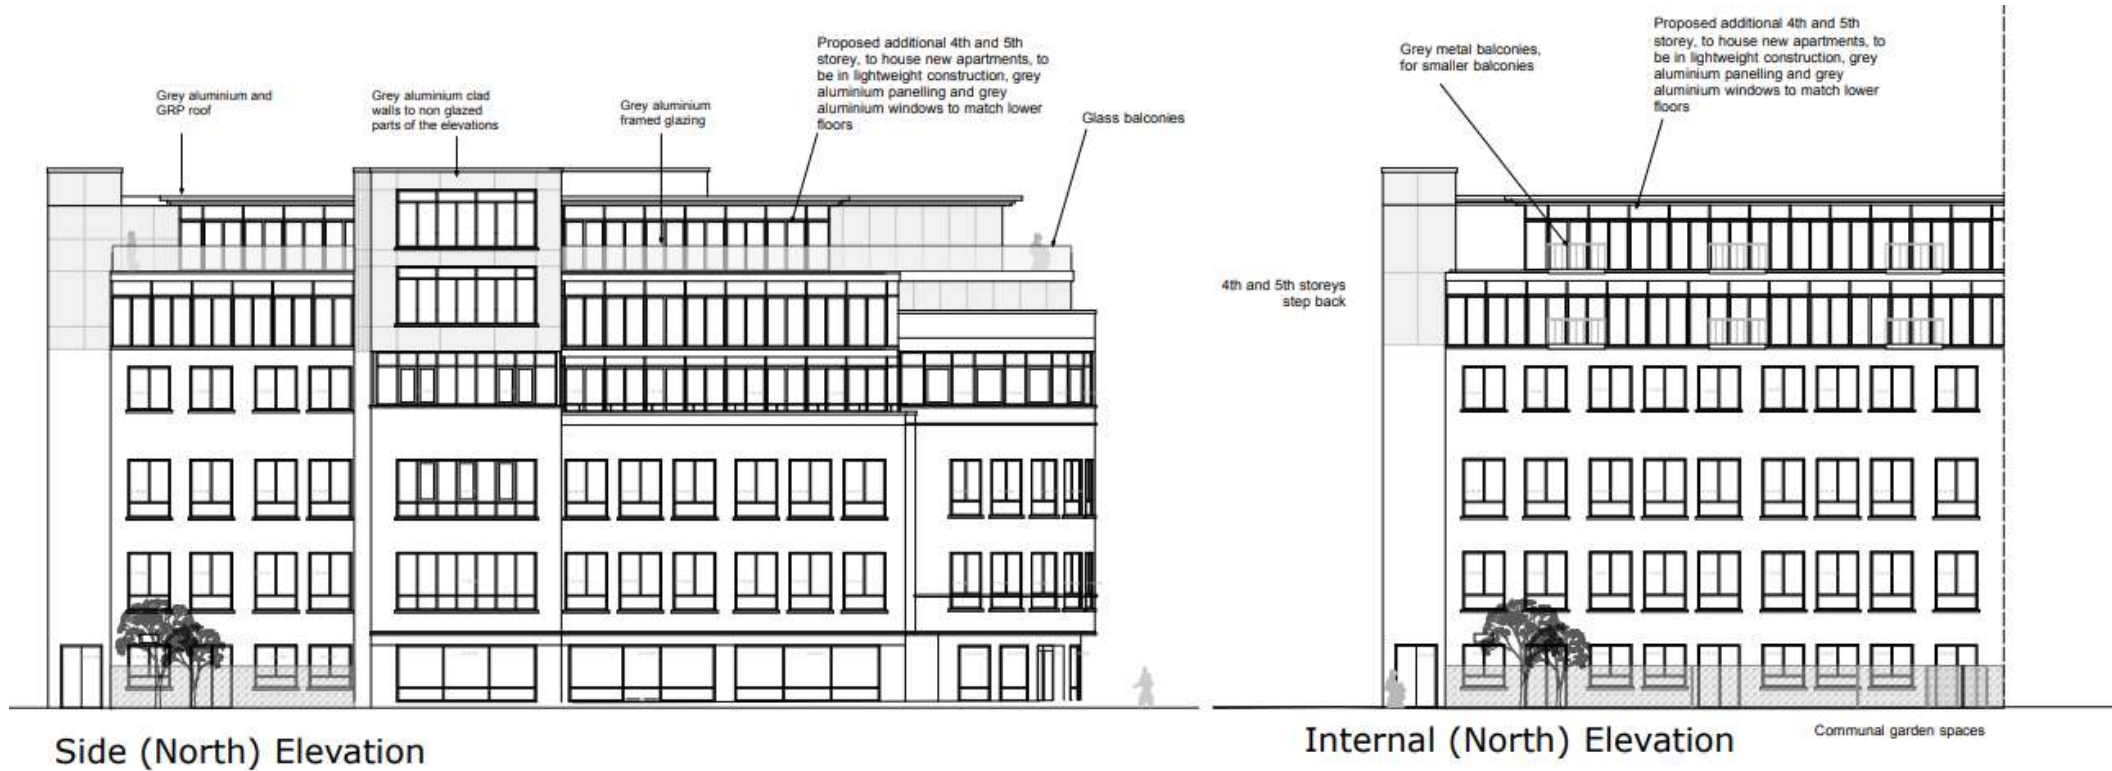 Grey aluminium and
GRP roof
Grey aluminium clad
walls to non glazed
parts of the elevations
Grey aluminium
framed glazing
Proposed additional 4th and 5th
storey, to house new apartments, to
be in lightweight construction, grey
aluminium panelling and grey
aluminium windows to match lower
floors
Glass balconies
Side (North) Elevation
Grey metal balconies,
for smaller balconies
Proposed additional 4th and 5th
storey, to house new apartments, to
be in lightweight construction, grey
aluminium panelling and grey
aluminium windows to match lower
floors
4th and 5th storeys
step back
Internal (North) Elevation
Communal garden spaces